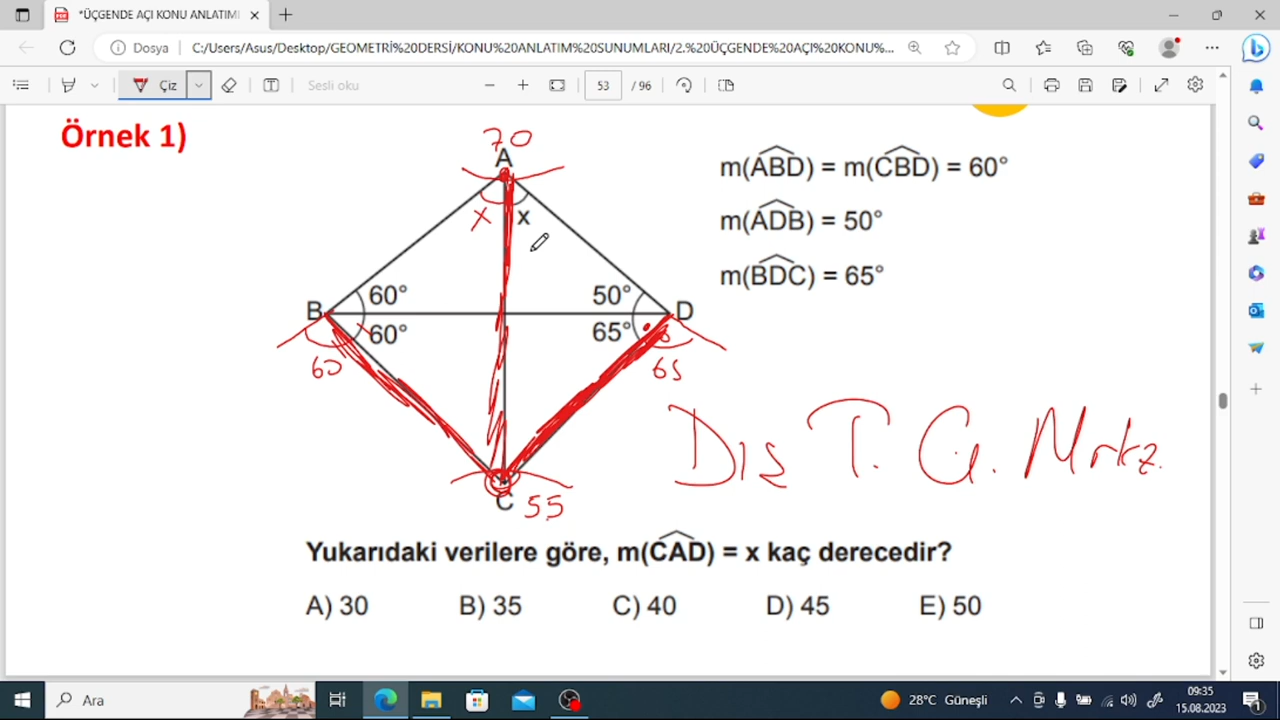 *ÜÇGENDE AÇI KONU ANLATIMI
Dosya
C:/Users/Asus/Desktop/GEOMETRİ%20DERSİ/KONU%20ANLATIM%20SUNUMLARI/2.%20ÜÇGENDE%20AÇI%20KONU%...
Çiz
Sesli oku
53 / 96
Örnek 1)
70
A
x x
m(ABD) = m(CBD) = 60°
m(ADB) = 50°
m(BDC) = 65°
60° 50°
B D
60° 65°
60 65
Dış T. G. Mrkz.
C 55
Yukarıdaki verilere göre, m(CAD) = x kaç derecedir?
A) 30 B) 35 C) 40 D) 45 E) 50
Ara
28°C Güneşli
09:35
15.08.2023
1